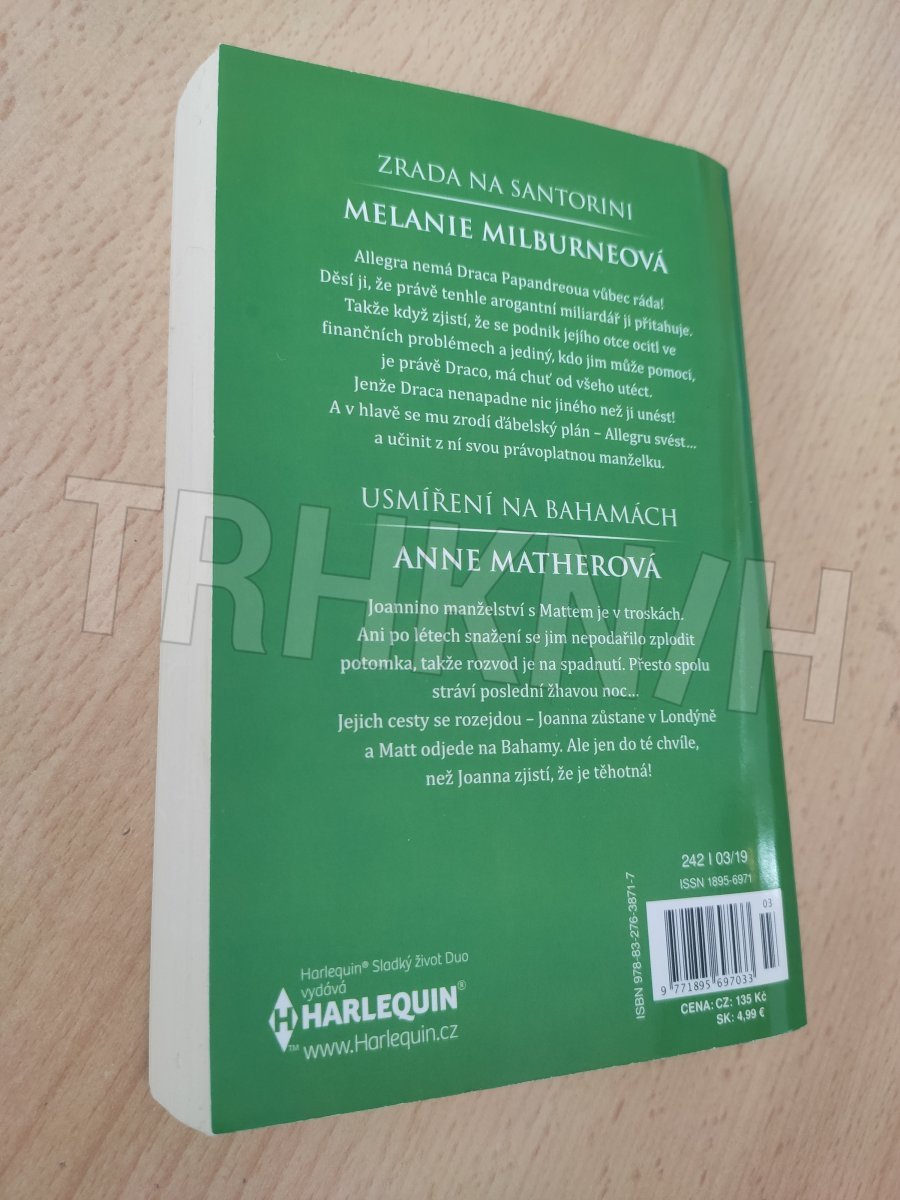 ZRADA NA SANTORINI
MELANIE MILBURNEOVÁ
Allegra nemá Draca Papandreoua vůbec ráda!
Děsí ji, že právě tenhle arogantní miliardář ji přitahuje.
Takže když zjistí, že se podnik jejího otce ocitl ve
finančních problémech a jediný, kdo jim může pomoci,
je právě Draco, má chuť od všeho utéct.
Jenže Draca nenapadne nic jiného než ji unést!
A v hlavě se mu zrodí ďábelský plán – Allegru svést...
a učinit z ní svou právoplatnou manželku.
USMÍŘENÍ NA BAHAMÁCH
ANNE MATHEROVÁ
Joannino manželství s Mattem je v troskách.
Ani po létech snažení se jim nepodařilo zplodit
potomka, takže rozvod je na spadnutí. Přesto spolu
stráví poslední žhavou noc...
Jejich cesty se rozejdou – Joanna zůstane v Londýně
a Matt odjede na Bahamy. Ale jen do té chvíle,
než Joanna zjistí, že je těhotná!
TRHKNIH
242 | 03/19
ISSN 1895-6971
ISBN 978-83-276-3871-7
03
9 771895 697033
CENA: CZ: 135 Kč
SK: 4,99 €
Harlequin® Sladký život Duo
vydává
H HARLEQUIN®
™ www.Harlequin.cz